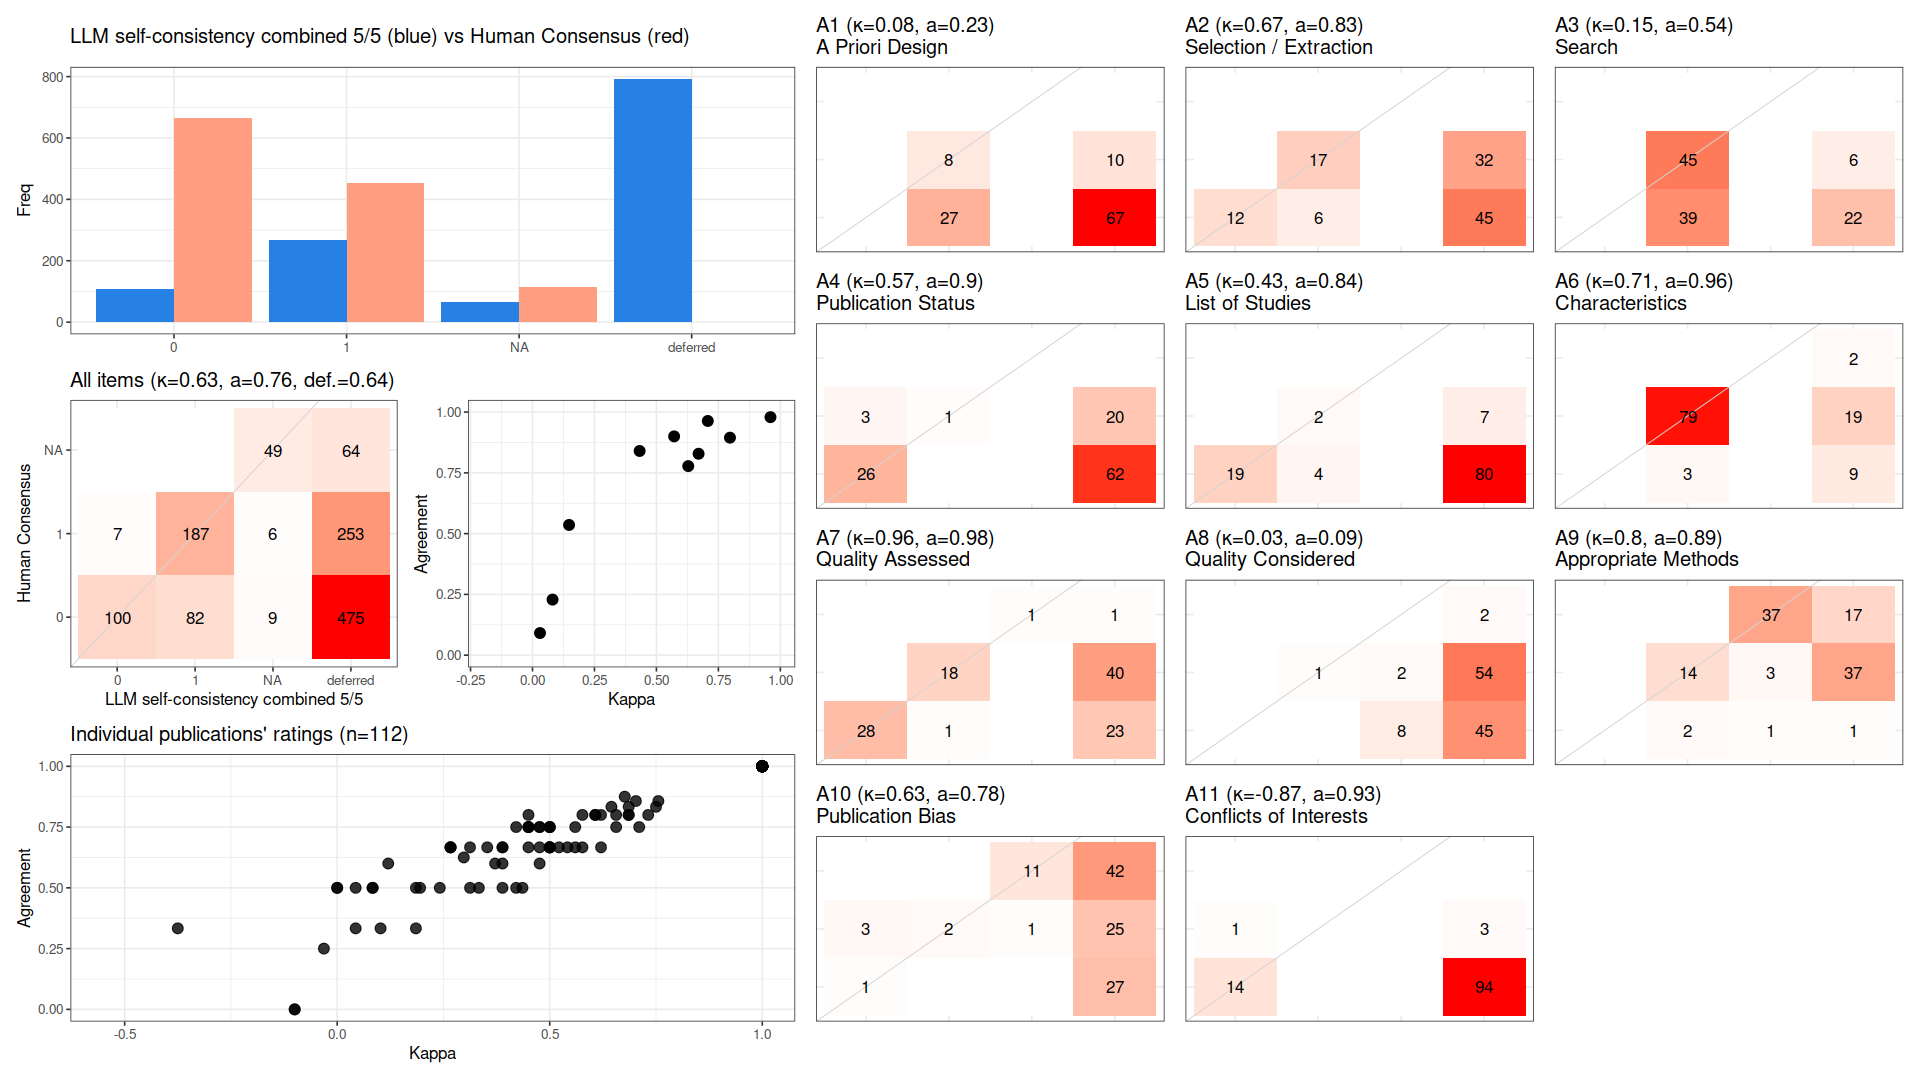 LLM self-consistency combined 5/5 (blue) vs Human Consensus (red)
Freq
800
600
400
200
0
0 1 NA deferred
All items (κ=0.63, a=0.76, def.=0.64)
Human Consensus
NA
1
0
49 64
7 187 6 253
100 82 9 475
0 1 NA deferred
LLM self-consistency combined 5/5
Agreement
1.00
0.75
0.50
0.25
0.00
-0.25 0.00 0.25 0.50 0.75 1.00
Kappa
Individual publications' ratings (n=112)
Agreement
1.00
0.75
0.50
0.25
0.00
-0.5 0.0 0.5 1.0
Kappa
A1 (κ=0.08, a=0.23)
A Priori Design
8 10
27 67
A2 (κ=0.67, a=0.83)
Selection / Extraction
17 32
12 6 45
A3 (κ=0.15, a=0.54)
Search
45 6
39 22
A4 (κ=0.57, a=0.9)
Publication Status
3 1 20
26 62
A5 (κ=0.43, a=0.84)
List of Studies
2 7
19 4 80
A6 (κ=0.71, a=0.96)
Characteristics
2
79 19
3 9
A7 (κ=0.96, a=0.98)
Quality Assessed
1 1
18 40
28 1 23
A8 (κ=0.03, a=0.09)
Quality Considered
2
1 2 54
8 45
A9 (κ=0.8, a=0.89)
Appropriate Methods
37 17
14 3 37
2 1 1
A10 (κ=0.63, a=0.78)
Publication Bias
11 42
3 2 1 25
1 27
A11 (κ=-0.87, a=0.93)
Conflicts of Interests
1 3
14 94